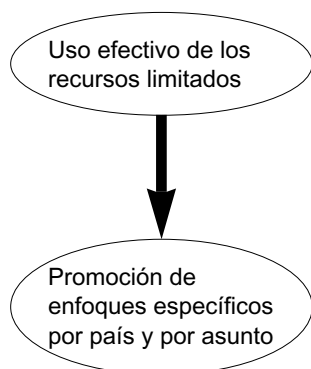 Uso efectivo de los
recursos limitados
Promoción de
enfoques específicos
por país y por asunto